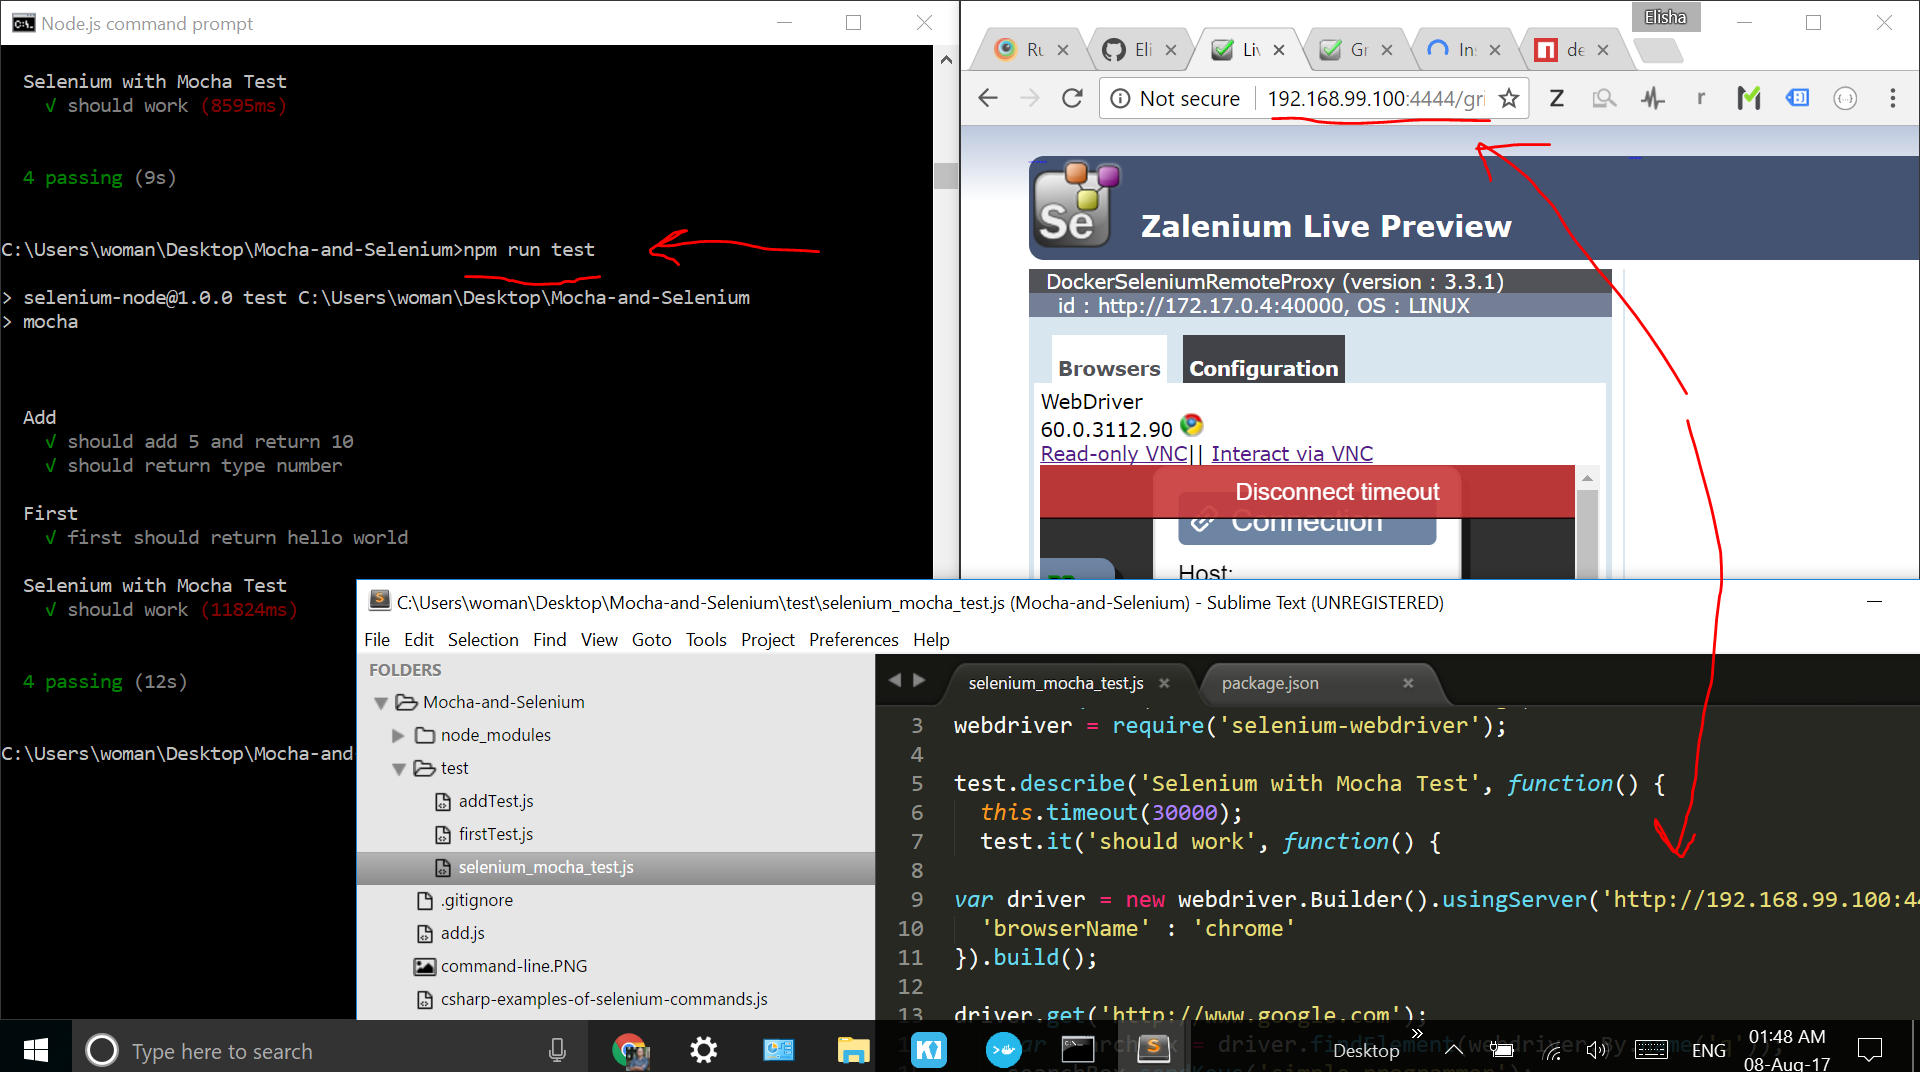 Node.js command prompt
Selenium with Mocha Test
√ should work (8595ms)
4 passing (9s)
C:\Users\woman\Desktop\Mocha-and-Selenium>npm run test
> selenium-node@1.0.0 test C:\Users\woman\Desktop\Mocha-and-Selenium
> mocha
Add
√ should add 5 and return 10
√ should return type number
First
√ first should return hello world
Selenium with Mocha Test
√ should work (11824ms)
4 passing (12s)
C:\Users\woman\Desktop\Mocha-and-
Elisha
Ru
Eli
Liv
Gr
Ins
de
Not secure
192.168.99.100:4444/gri
Z
r
Se
Zalenium Live Preview
DockerSeleniumRemoteProxy (version : 3.3.1)
id : http://172.17.0.4:40000, OS : LINUX
Browsers Configuration
WebDriver
60.0.3112.90
Read-only VNC|| Interact via VNC
Disconnect timeout
Connection
Host:
C:\Users\woman\Desktop\Mocha-and-Selenium\test\selenium_mocha_test.js (Mocha-and-Selenium) - Sublime Text (UNREGISTERED)
File Edit Selection Find View Goto Tools Project Preferences Help
FOLDERS
Mocha-and-Selenium
node_modules
test
addTest.js
firstTest.js
selenium_mocha_test.js
.gitignore
add.js
command-line.PNG
csharp-examples-of-selenium-commands.js
selenium_mocha_test.js
package.json
3 webdriver = require('selenium-webdriver');
4
5 test.describe('Selenium with Mocha Test', function() {
6 this.timeout(30000);
7 test.it('should work', function() {
8
9 var driver = new webdriver.Builder().usingServer('http://192.168.99.100:44
10 'browserName' : 'chrome'
11 }).build();
12
13 driver.get('http://www.google.com');
Type here to search
Desktop
ENG
01:48 AM
08-Aug-17